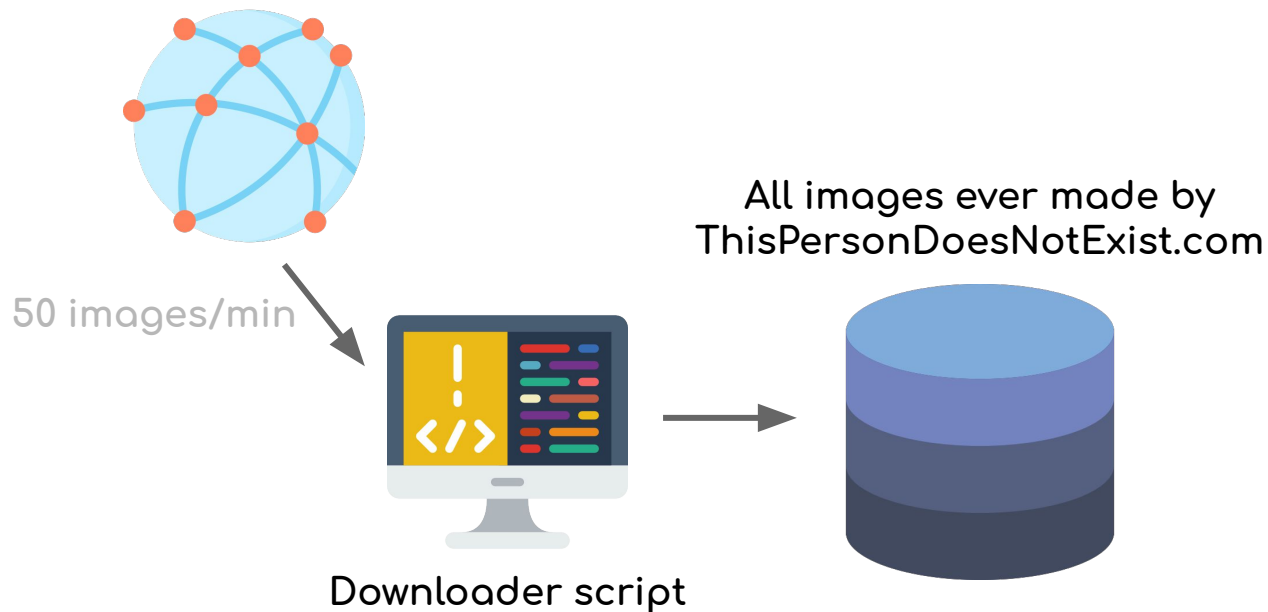 All images ever made by
ThisPersonDoesNotExist.com
50 images/min
! </>
Downloader script